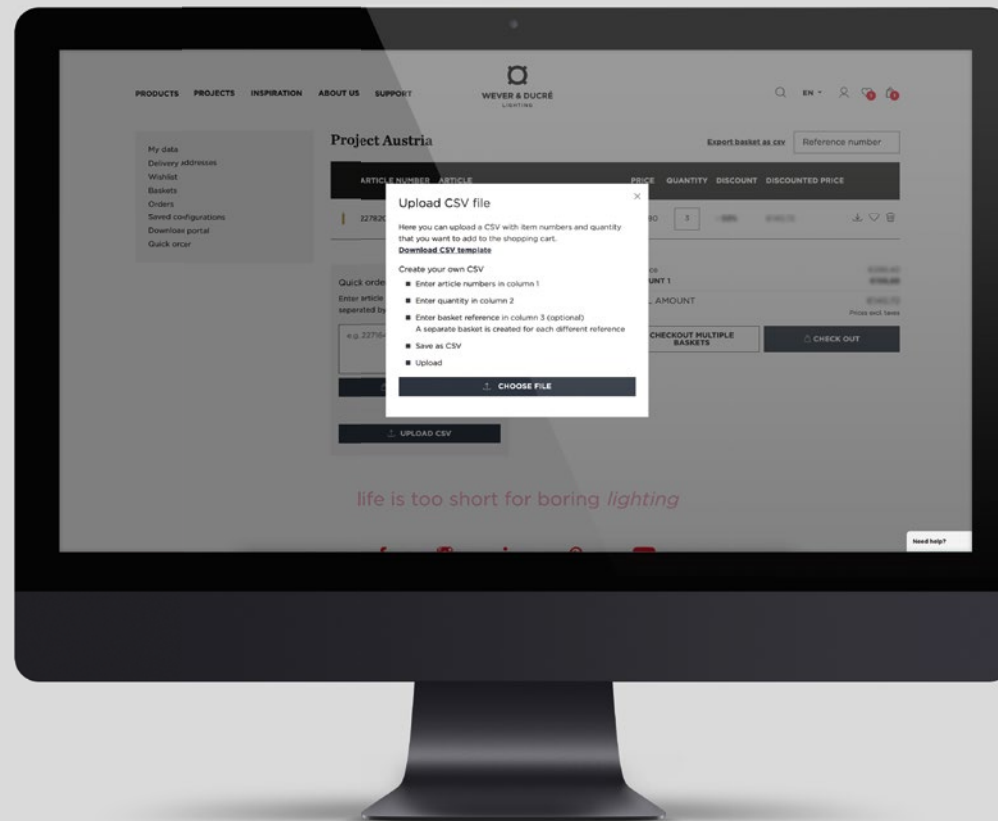 PRODUCTS PROJECTS INSPIRATION ABOUT US SUPPORT
WEVER & DUCRÉ
LIGHTING
EN
My data
Delivery addresses
Wishlist
Baskets
Orders
Saved configurations
Download portal
Quick order
Project Austria
Export basket as csv
Reference number
ARTICLE NUMBER ARTICLE PRICE QUANTITY DISCOUNT DISCOUNTED PRICE
3
Upload CSV file
Here you can upload a CSV with item numbers and quantity
that you want to add to the shopping cart.
Download CSV template
Create your own CSV
Enter article numbers in column 1
Enter quantity in column 2
Enter basket reference in column 3 (optional)
A separate basket is created for each different reference
Save as CSV
Upload
CHOOSE FILE
Quick orde
Enter article
separated by
UPLOAD CSV
UNT 1
AMOUNT
Prices excl. taxes
CHECKOUT MULTIPLE
BASKETS
CHECK OUT
life is too short for boring lighting
Need help?